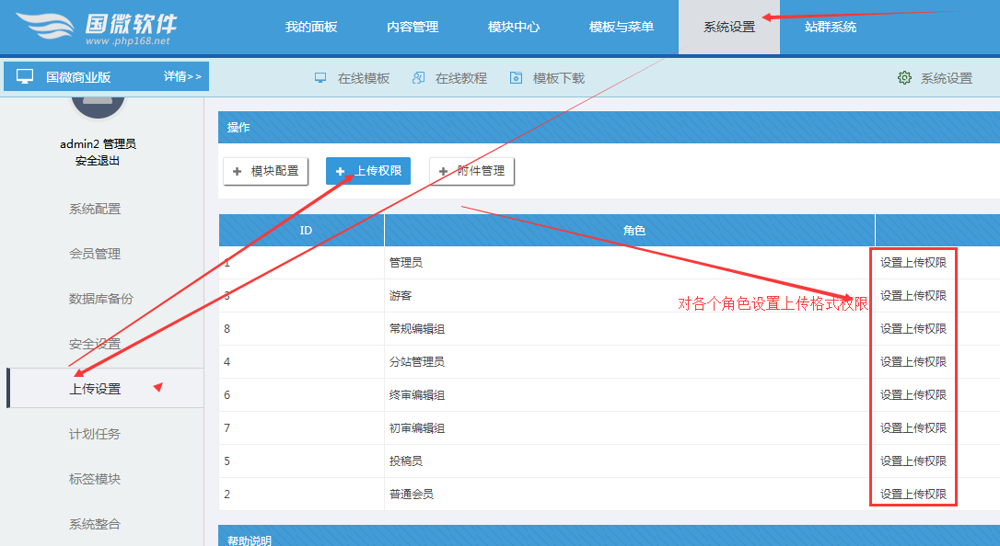 国微软件
www .php168.net
我的面板 内容管理 模块中心 模板与菜单 系统设置 站群系统
国微商业版 详情>>
在线模板 在线教程 模板下载 系统设置
admin2 管理员
安全退出
系统配置
会员管理
数据库备份
安全设置
上传设置
计划任务
标签模块
系统整合
操作
模块配置 上传权限 附件管理
ID 角色
1 管理员 设置上传权限
3 游客 设置上传权限
对各个角色设置上传格式权限
8 常规编辑组 设置上传权限
4 分站管理员 设置上传权限
6 终审编辑组 设置上传权限
7 初审编辑组 设置上传权限
5 投稿员 设置上传权限
2 普通会员 设置上传权限
帮助说明